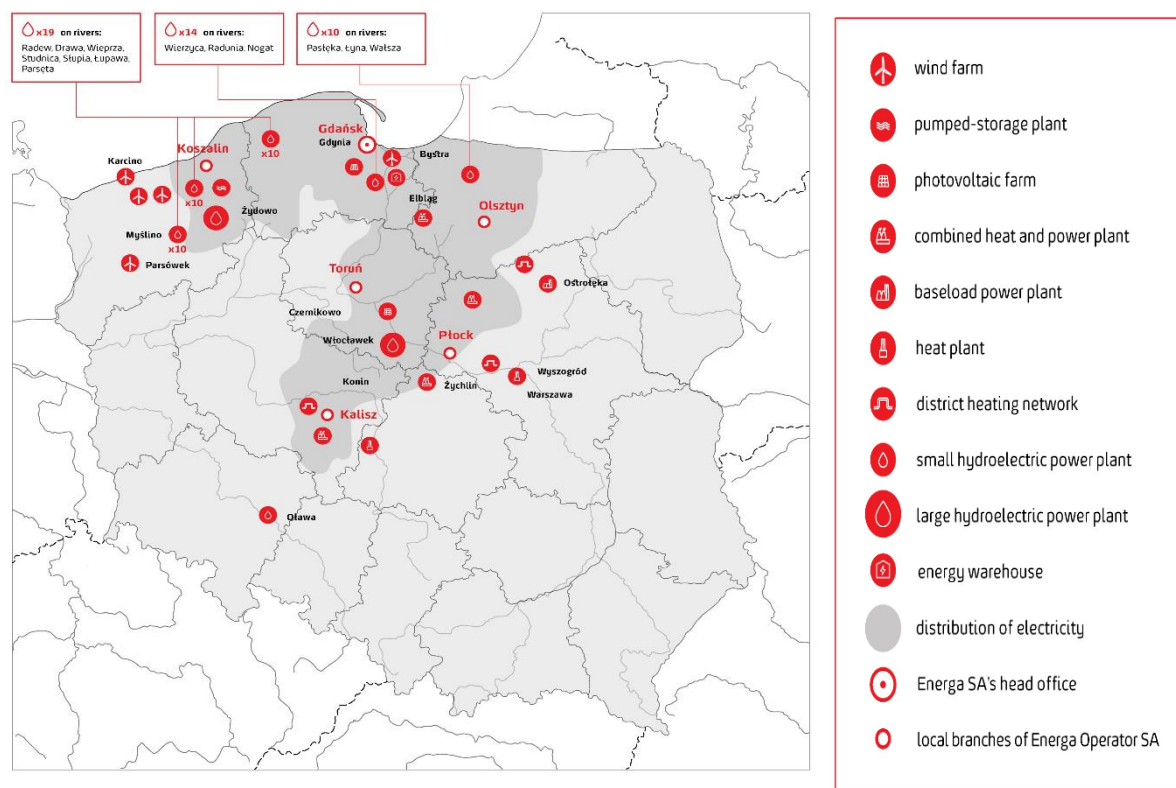 x19 on rivers:
Radew, Drawa, Wieprza,
Studnica, Słupia, Łupawa,
Parsęta
x14 on rivers:
Wierzyca, Radunia, Nogat
x10 on rivers:
Pasłęka, Łyna, Wałsza
Gdańsk
Gdynia
Koszalin
x10
Bystra
Karcino
x10
Elbląg
Olsztyn
Żydowo
Myślino
x10
Parsówek
Toruń
Ostrołęka
Czernikowo
Włocławek
Płock
Wyszogród
Konin
Żychlin
Warszawa
Kalisz
Oława
wind farm
pumped-storage plant
photovoltaic farm
combined heat and power plant
baseload power plant
heat plant
district heating network
small hydroelectric power plant
large hydroelectric power plant
energy warehouse
distribution of electricity
Energa SA's head office
local branches of Energa Operator SA